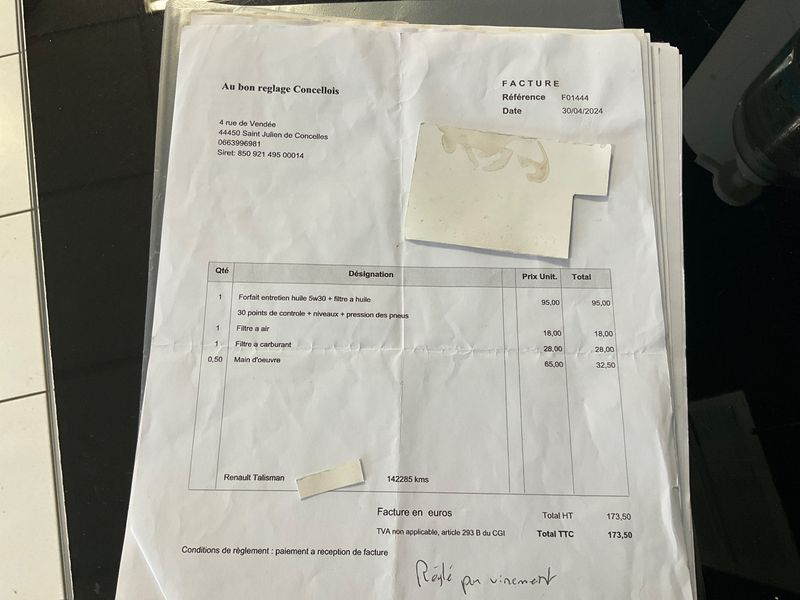 Au bon reglage Concellois
FACTURE
Référence F01444
Date 30/04/2024
4 rue de Vendée
44450 Saint Julien de Concelles
0663996981
Siret: 850 921 495 00014
Qté Désignation Prix Unit. Total
1 Forfait entretien huile 5w30 + filtre a huile 95,00 95,00
30 points de controle + niveaux + pression des pneus
1 Filtre a air 18,00 18,00
1 Filtre a carburant 28,00 28,00
0,50 Main d'oeuvre 65,00 32,50
Renault Talisman 142285 kms
Facture en euros Total HT 173,50
TVA non applicable, article 293 B du CGI Total TTC 173,50
Conditions de règlement : paiement a reception de facture
Réglé par virement